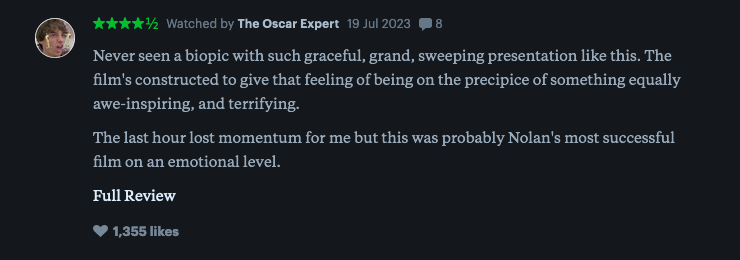 ★★★★½ Watched by The Oscar Expert 19 Jul 2023 8
Never seen a biopic with such graceful, grand, sweeping presentation like this. The
film's constructed to give that feeling of being on the precipice of something equally
awe-inspiring, and terrifying.
The last hour lost momentum for me but this was probably Nolan's most successful
film on an emotional level.
Full Review
1,355 likes